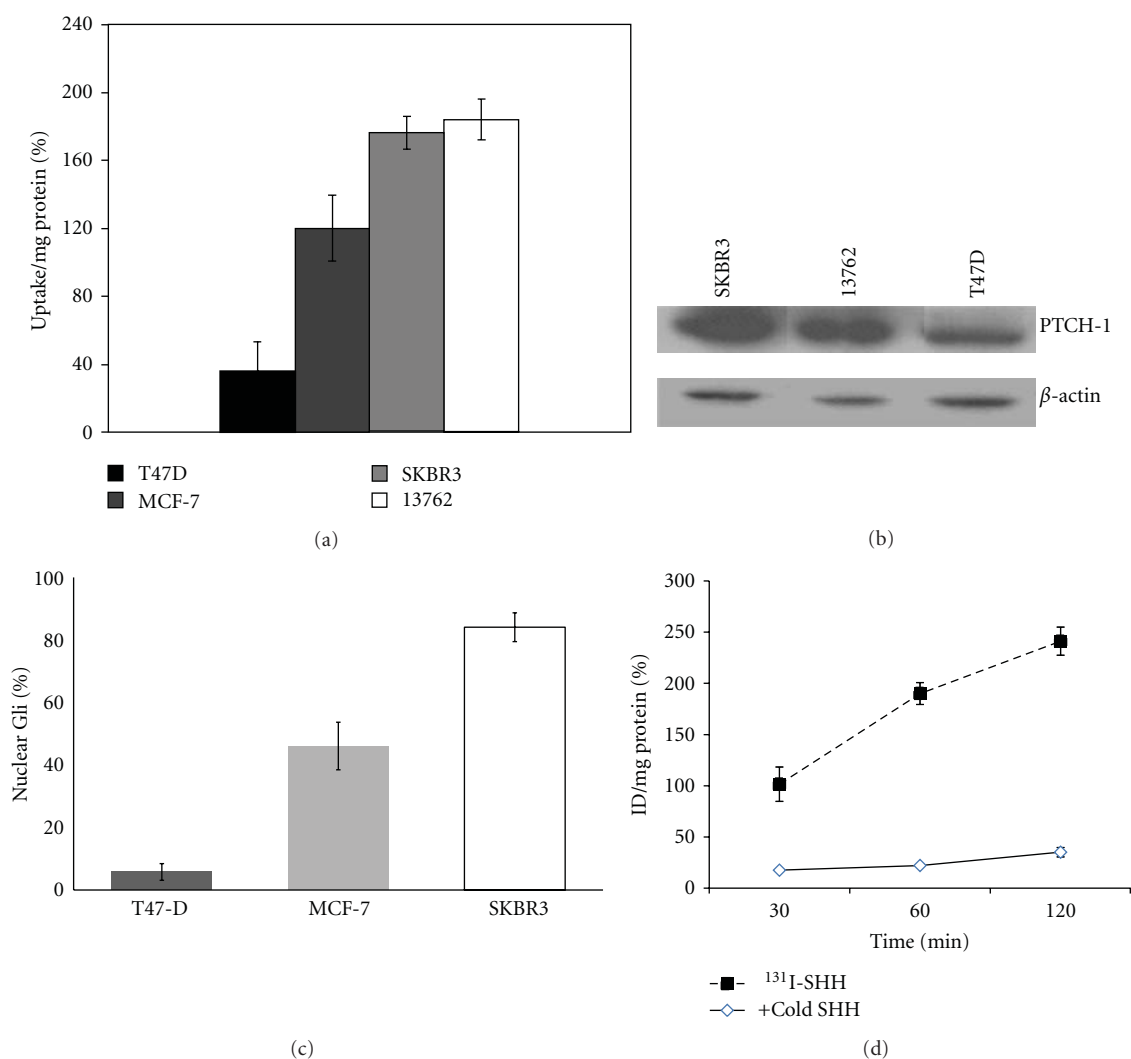 240
200
160
120
80
40
0
Uptake/mg protein (%)
T47D
MCF-7
SKBR3
13762
(a)
SKBR3
13762
T47D
PTCH-1
β-actin
(b)
100
80
60
40
20
0
Nuclear Gli (%)
T47-D
MCF-7
SKBR3
(c)
300
250
200
150
100
50
0
ID/mg protein (%)
30
60
120
Time (min)
¹³¹I-SHH
+Cold SHH
(d)